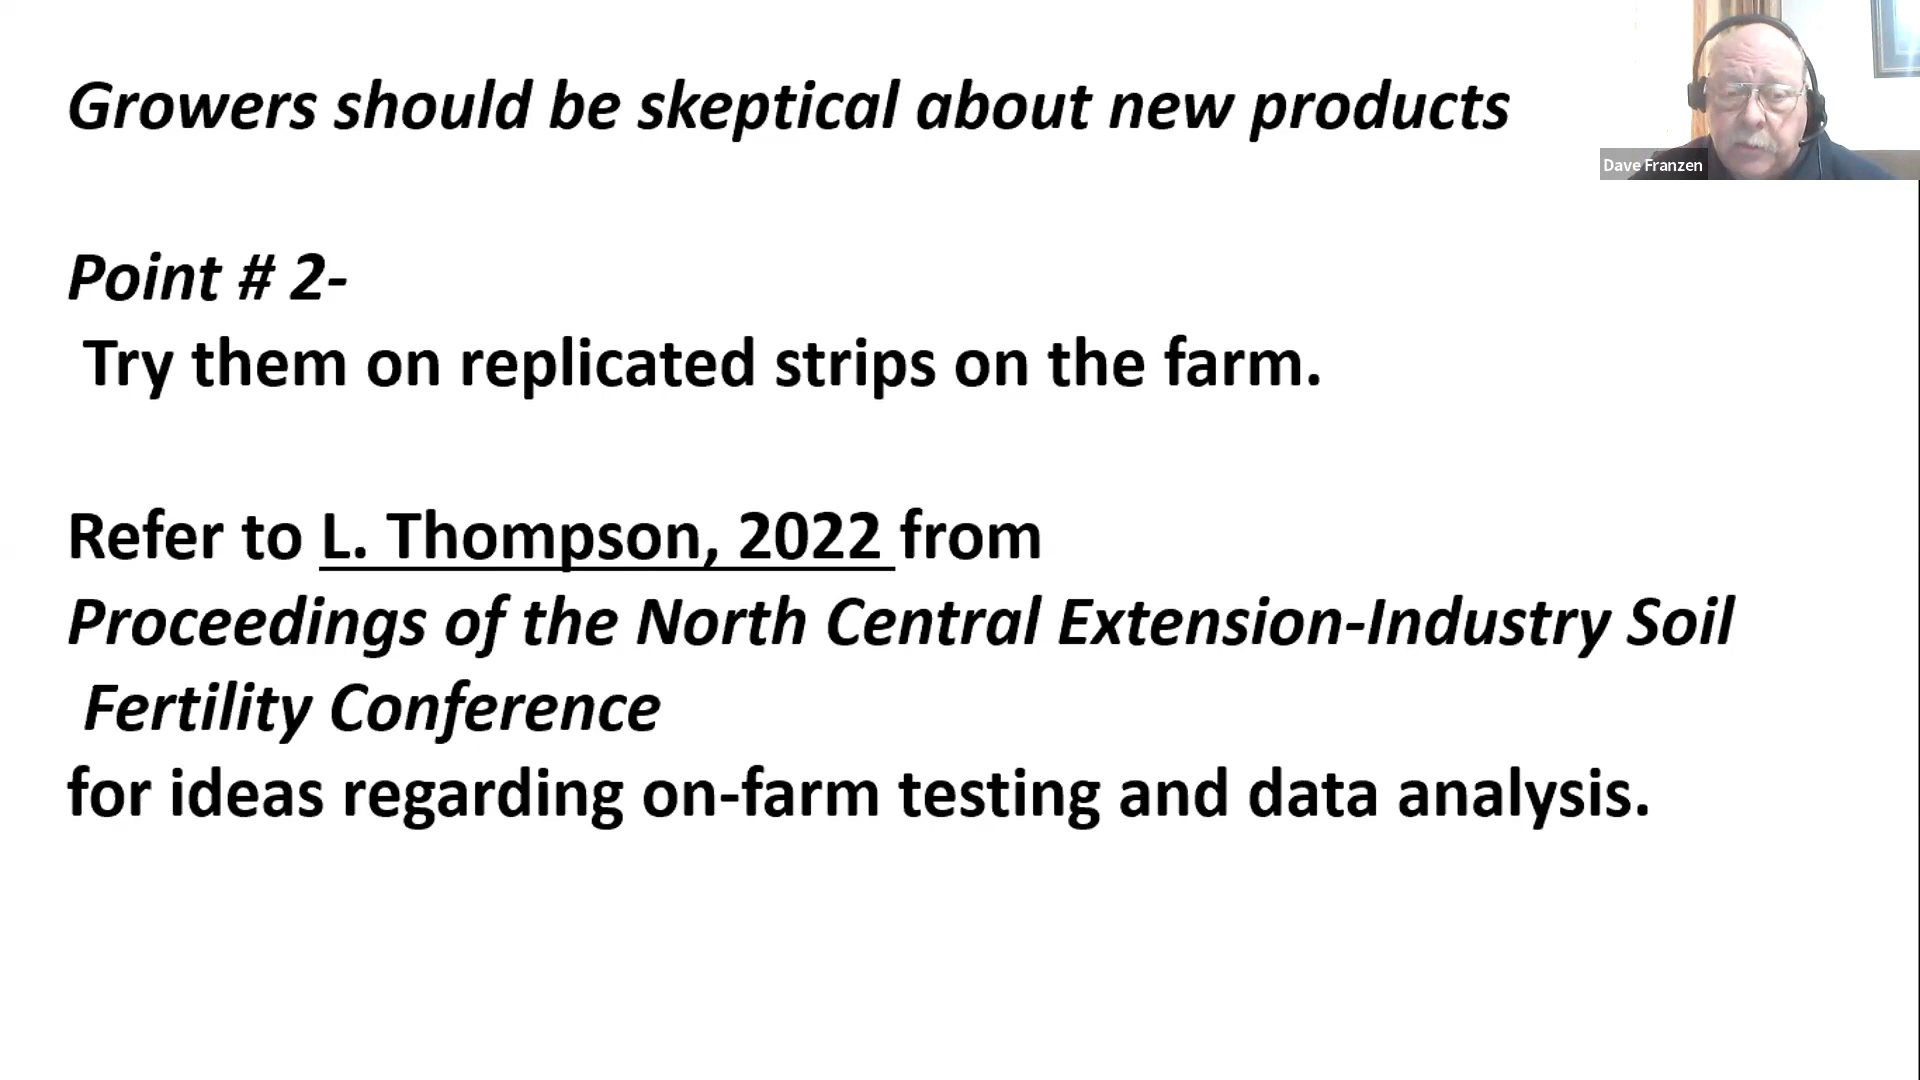 Growers should be skeptical about new products
Dave Franzen
Point # 2-
Try them on replicated strips on the farm.
Refer to L. Thompson, 2022 from
Proceedings of the North Central Extension-Industry Soil
Fertility Conference
for ideas regarding on-farm testing and data analysis.